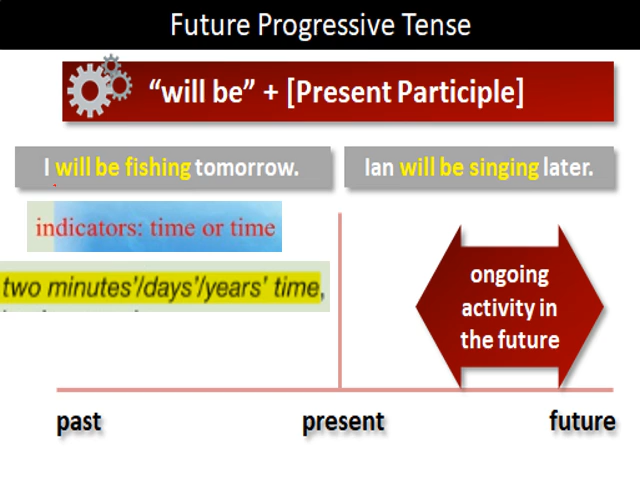 Future Progressive Tense
“will be” + [Present Participle]
I will be fishing tomorrow.
Ian will be singing later.
indicators: time or time
two minutes’/days’/years’ time,
ongoing
activity in
the future
past present future